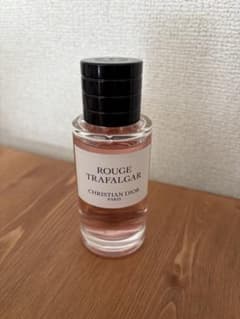 ROUGE
TRAFALGAR
CHRISTIAN DIOR
PARIS